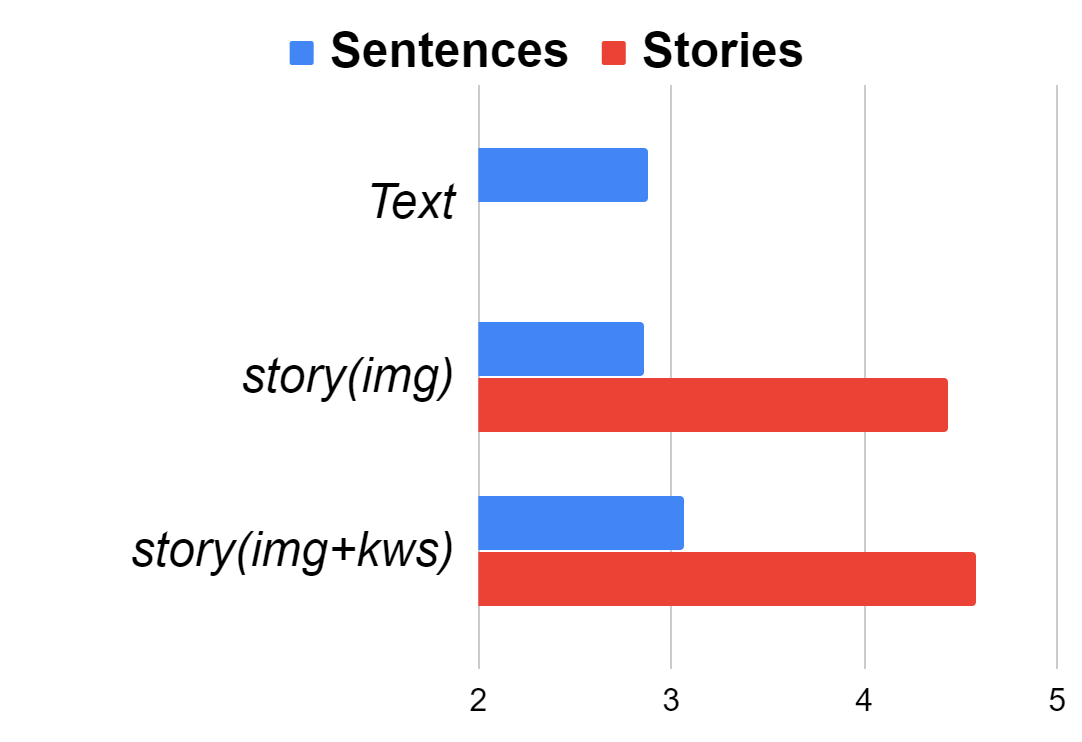 Sentences Stories
Text
story(img)
story(img+kws)
2 3 4 5